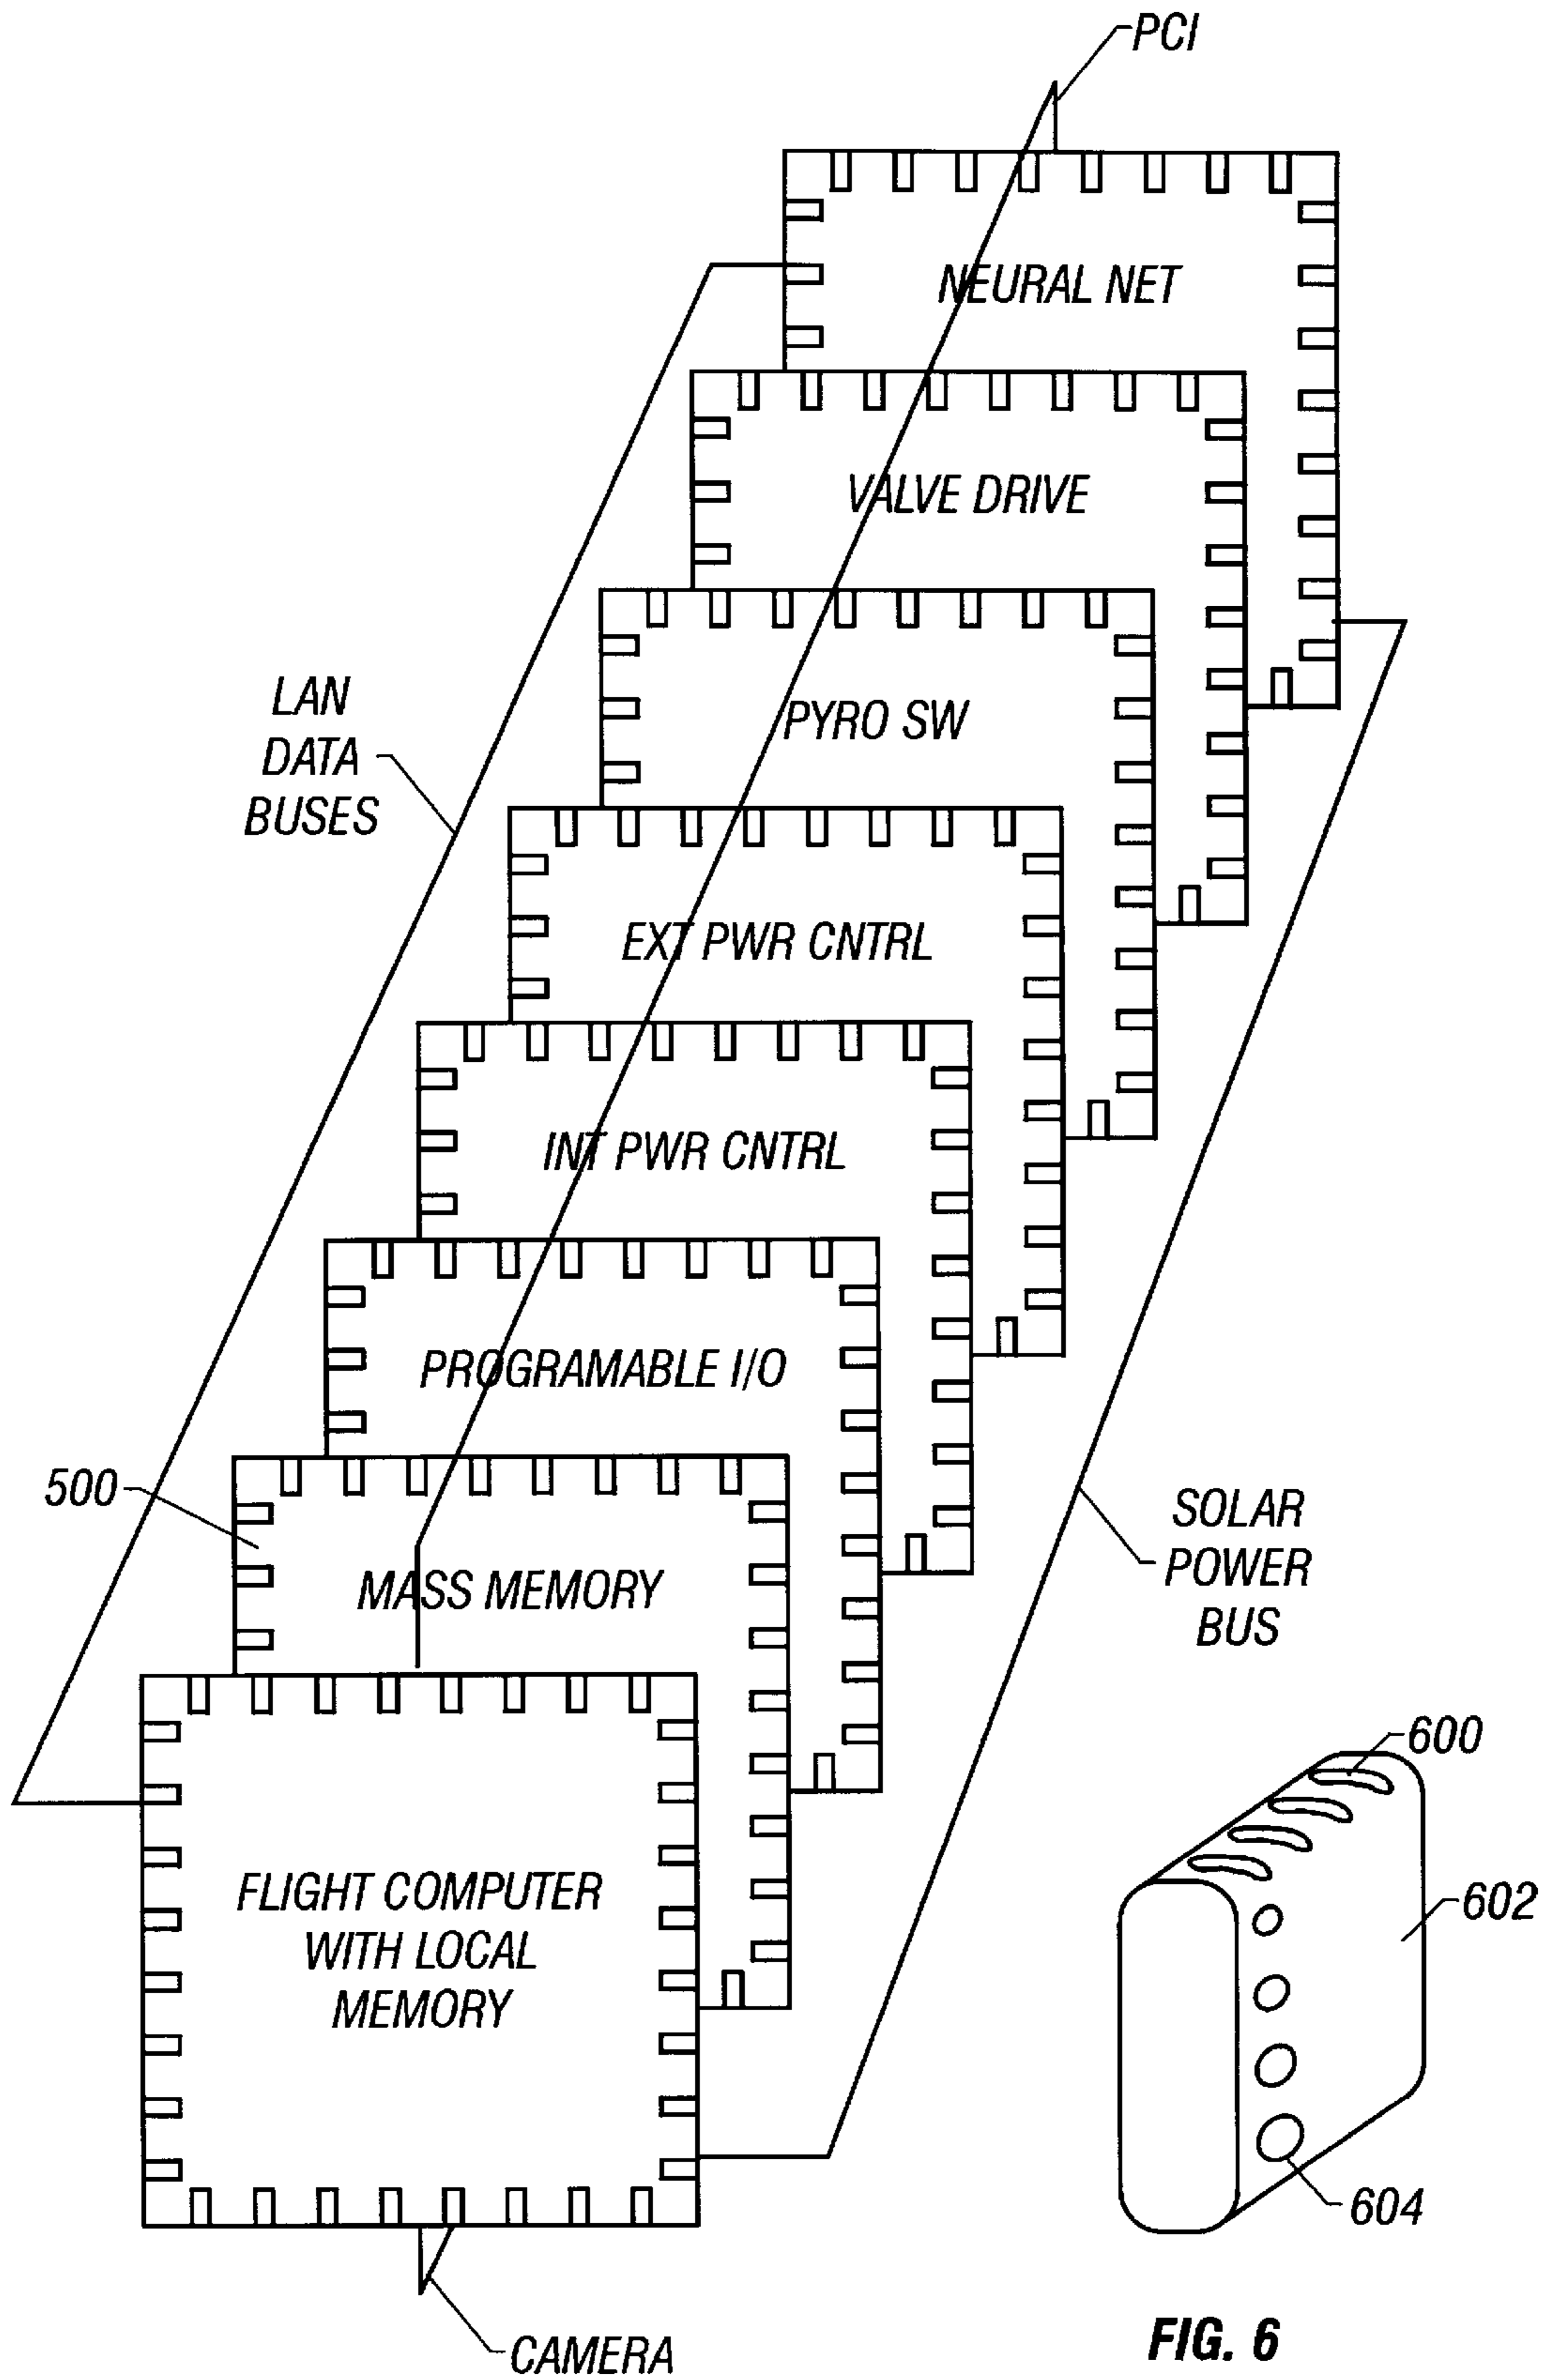 PCI
NEURAL NET
VALVE DRIVE
PYRO SW
LAN
DATA
BUSES
EXT PWR CNTRL
INT PWR CNTRL
PROGRAMABLE I/O
500
MASS MEMORY
SOLAR
POWER
BUS
FLIGHT COMPUTER
WITH LOCAL
MEMORY
600
602
604
CAMERA
FIG. 6